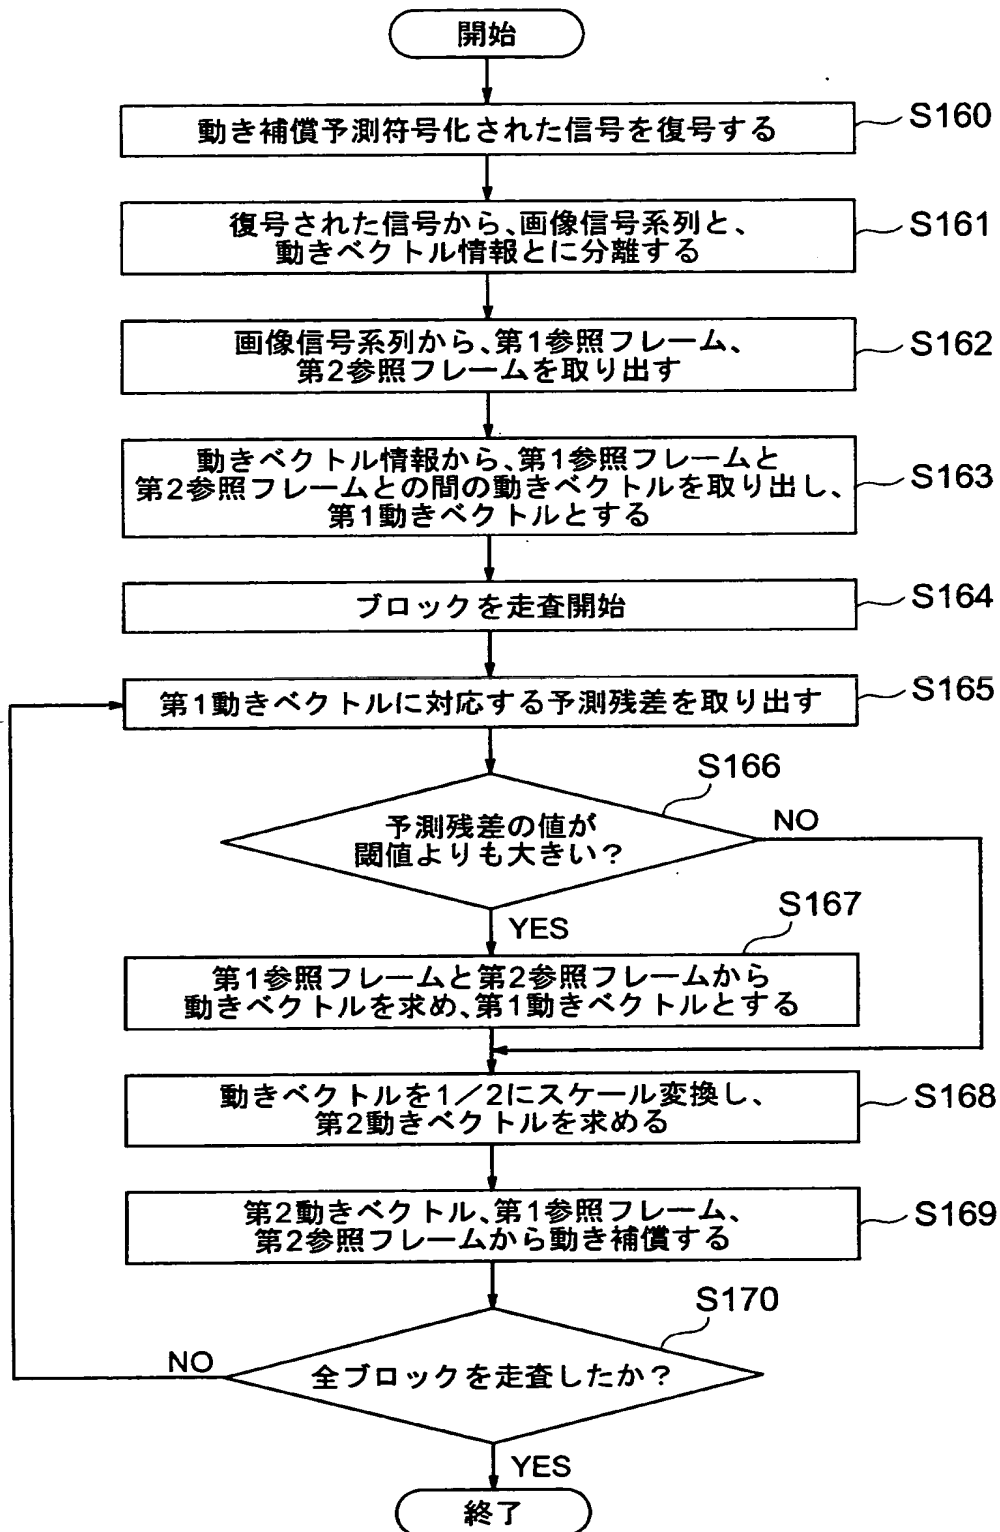 開始
動き補償予測符号化された信号を復号する
S160
復号された信号から、画像信号系列と、
動きベクトル情報とに分離する
S161
画像信号系列から、第1参照フレーム、
第2参照フレームを取り出す
S162
動きベクトル情報から、第1参照フレームと
第2参照フレームとの間の動きベクトルを取り出し、
第1動きベクトルとする
S163
ブロックを走査開始
S164
第1動きベクトルに対応する予測残差を取り出す
S165
S166
予測残差の値が
閾値よりも大きい?
NO
YES
S167
第1参照フレームと第2参照フレームから
動きベクトルを求め、第1動きベクトルとする
動きベクトルを1/2にスケール変換し、
第2動きベクトルを求める
S168
第2動きベクトル、第1参照フレーム、
第2参照フレームから動き補償する
S169
S170
全ブロックを走査したか?
NO
YES
終了